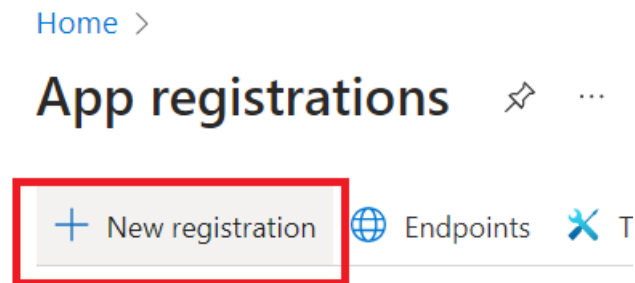 Home >
App registrations ...
+ New registration Endpoints